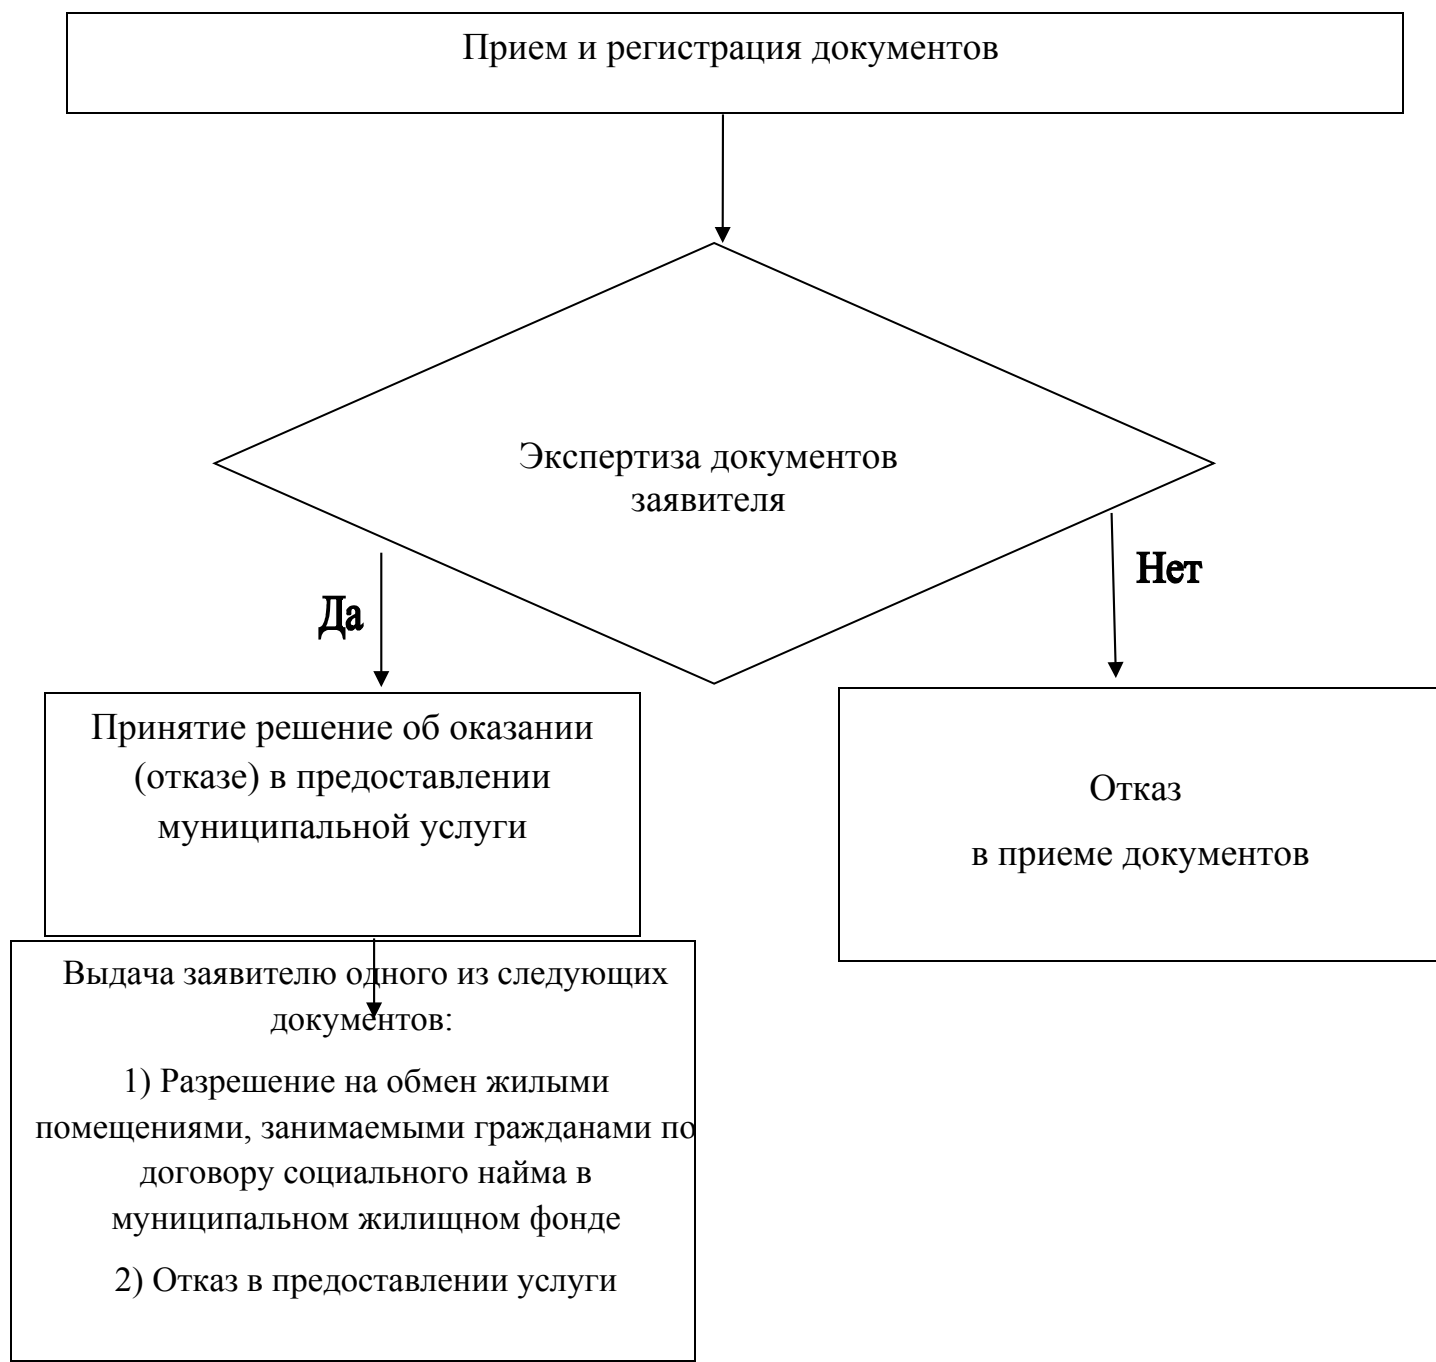 Прием и регистрация документов
Экспертиза документов
заявителя
Да
Нет
Принятие решение об оказании
(отказе) в предоставлении
муниципальной услуги
Отказ
в приеме документов
Выдача заявителю одного из следующих
документов:
1) Разрешение на обмен жилыми
помещениями, занимаемыми гражданами по
договору социального найма в
муниципальном жилищном фонде
2) Отказ в предоставлении услуги